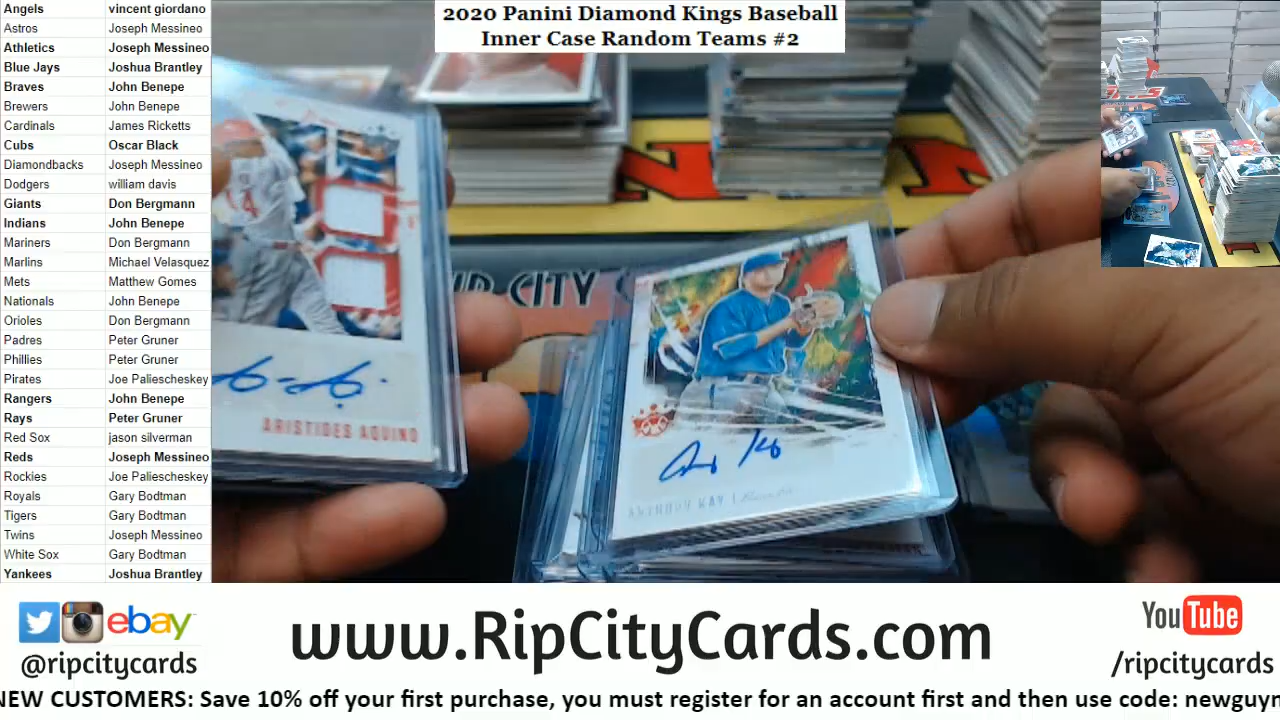 2020 Panini Diamond Kings Baseball
Inner Case Random Teams #2
Angels vincent giordano
Astros Joseph Messineo
Athletics Joseph Messineo
Blue Jays Joshua Brantley
Braves John Benepe
Brewers John Benepe
Cardinals James Ricketts
Cubs Oscar Black
Diamondbacks Joseph Messineo
Dodgers william davis
Giants Don Bergmann
Indians John Benepe
Mariners Don Bergmann
Marlins Michael Velasquez
Mets Matthew Gomes
Nationals John Benepe
Orioles Don Bergmann
Padres Peter Gruner
Phillies Peter Gruner
Pirates Joe Paliescheskey
Rangers John Benepe
Rays Peter Gruner
Red Sox jason silverman
Reds Joseph Messineo
Rockies Joe Paliescheskey
Royals Gary Bodtman
Tigers Gary Bodtman
Twins Joseph Messineo
White Sox Gary Bodtman
Yankees Joshua Brantley
CITY
ARISTIDES AQUINO
ANTHONY KAY
ebay
@ripcitycards
www.RipCityCards.com
YouTube
/ripcitycards
NEW CUSTOMERS: Save 10% off your first purchase, you must register for an account first and then use code: newguyn